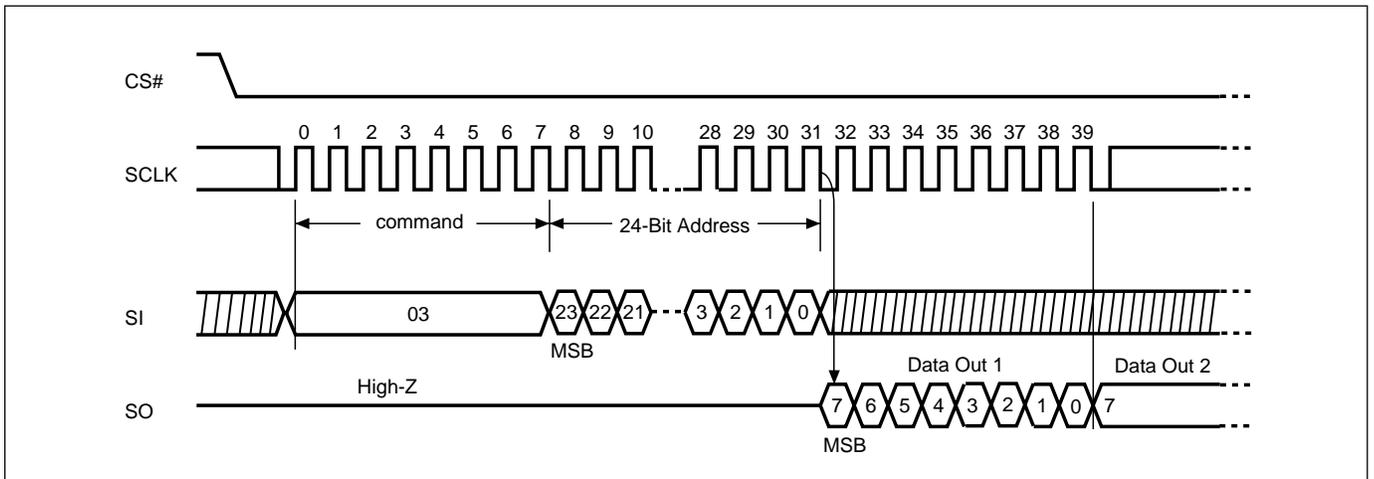 CS#
0 1 2 3 4 5 6 7 8 9 10 28 29 30 31 32 33 34 35 36 37 38 39
SCLK
command
24-Bit Address
SI
03
23 22 21 3 2 1 0
MSB
Data Out 1
Data Out 2
High-Z
SO
7 6 5 4 3 2 1 0 7
MSB